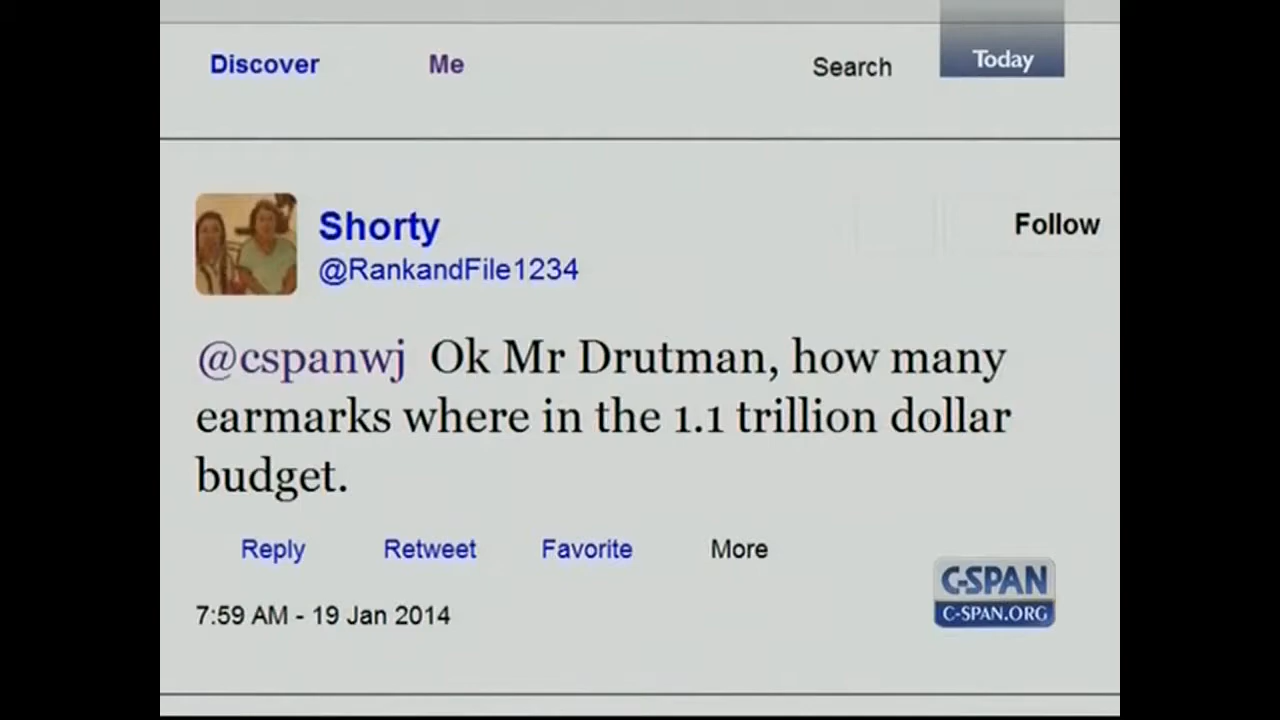 Discover Me Search Today
Shorty
Follow
@RankandFile1234
@cspanwj Ok Mr Drutman, how many
earmarks where in the 1.1 trillion dollar
budget.
Reply Retweet Favorite More
C-SPAN
C-SPAN.ORG
7:59 AM - 19 Jan 2014